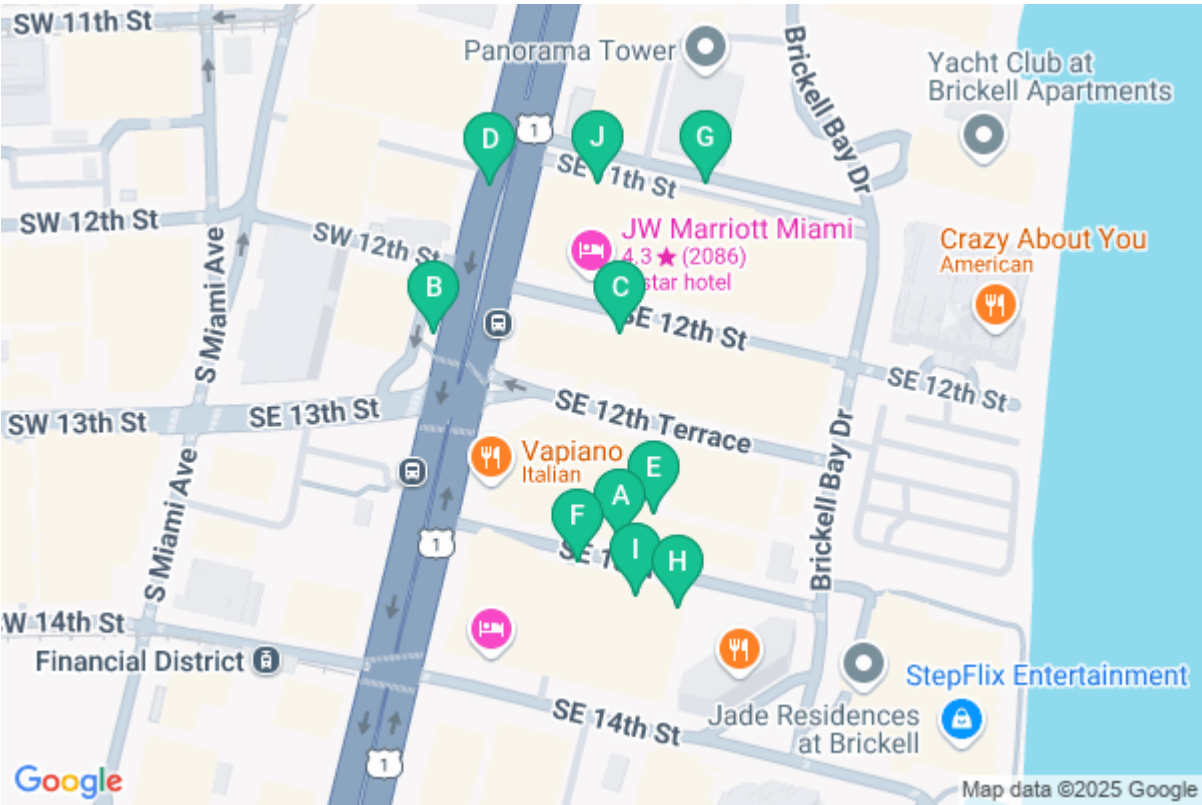 SW 11th St
Panorama Tower
Brickell Bay Dr
Yacht Club at
Brickell Apartments
1
D
J
G
SE 11th St
SW 12th St
SW 12th St
S Miami Ave
JW Marriott Miami
4.3 ★ (2086)
star hotel
Crazy About You
American
B
C
SE 12th St
SE 12th St
SW 13th St
SE 13th St
SE 12th Terrace
Brickell Bay Dr
Vapiano
Italian
E
A
F
I
H
SE
1
S Miami Ave
W 14th St
Financial District
StepFlix Entertainment
SE 14th St
Jade Residences
at Brickell
1
Google
Map data ©2025 Google